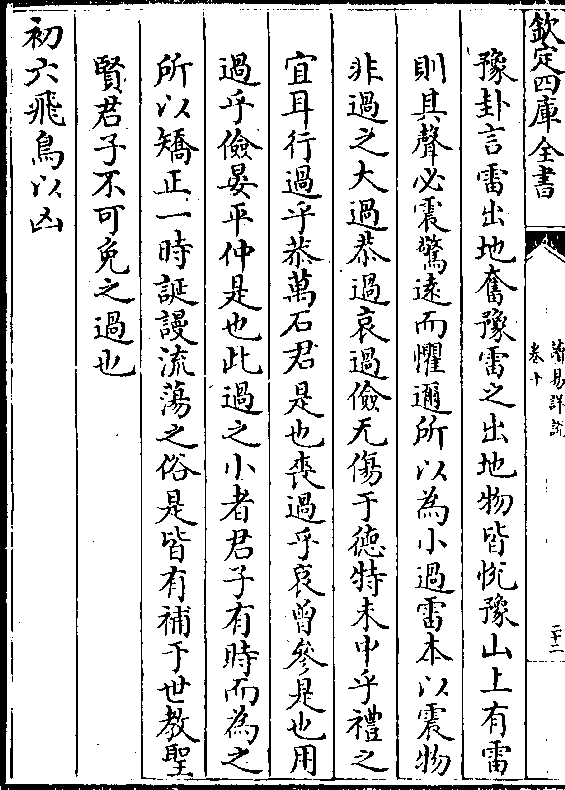 欽定四庫全書
讀易詳說
卷十
二十二
豫卦言雷出地奮豫雷之出地物皆悅豫山上有雷
則其聲必震驚遠而懼邇所以為小過雷本以震物
非過之大過恭過哀過儉无傷于徳特未中乎禮之
宜耳行過乎恭萬石君是也喪過乎哀曾參是也用
過乎儉晏平仲是也此過之小者君子有時而為之
所以矯正一時誕謾流蕩之俗是皆有補于世教聖
賢君子不可免之過也
初六飛鳥以凶